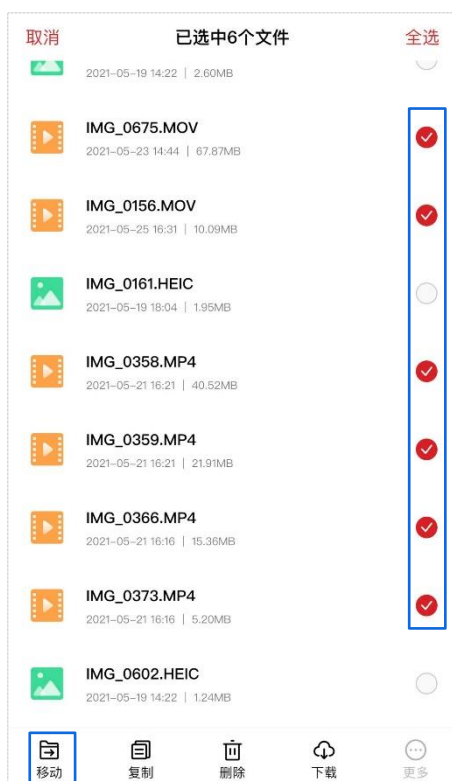 取消 已选中6个文件 全选
2021-05-19 14:22 | 2.60MB
IMG_0675.MOV
2021-05-23 14:44 | 67.87MB
IMG_0156.MOV
2021-05-25 16:31 | 10.09MB
IMG_0161.HEIC
2021-05-19 18:04 | 1.95MB
IMG_0358.MP4
2021-05-21 16:21 | 40.52MB
IMG_0359.MP4
2021-05-21 16:21 | 21.91MB
IMG_0366.MP4
2021-05-21 16:16 | 15.36MB
IMG_0373.MP4
2021-05-21 16:16 | 5.20MB
IMG_0602.HEIC
2021-05-19 14:22 | 1.24MB
移动 复制 删除 下载 更多